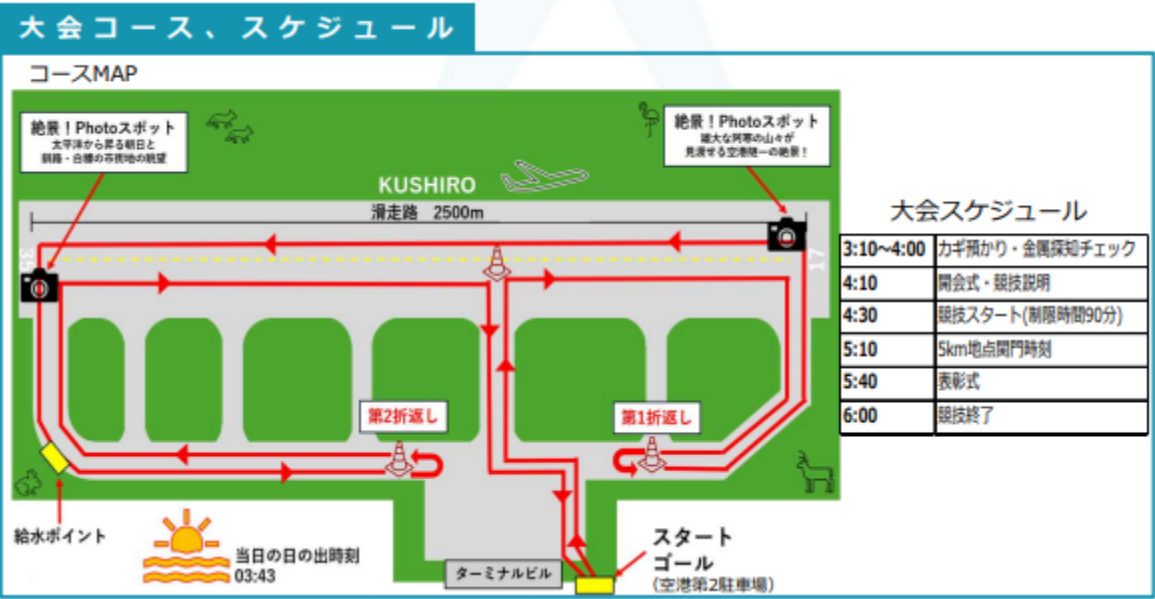 大会コース、スケジュール
コースMAP
絶景！Photoスポット
太平洋から昇る朝日と
釧路・白糠の市街地の眺望
絶景！Photoスポット
雄大な阿寒の山々が
見渡せる空港随一の絶景！
KUSHIRO
滑走路 2500m
35
17
第2折返し
第1折返し
給水ポイント
当日の日の出時刻
03:43
ターミナルビル
スタート
ゴール
（空港第2駐車場）
大会スケジュール
3:10～4:00 カギ預かり・金属探知チェック
4:10 開会式・競技説明
4:30 競技スタート(制限時間90分)
5:10 5km地点関門時刻
5:40 表彰式
6:00 競技終了